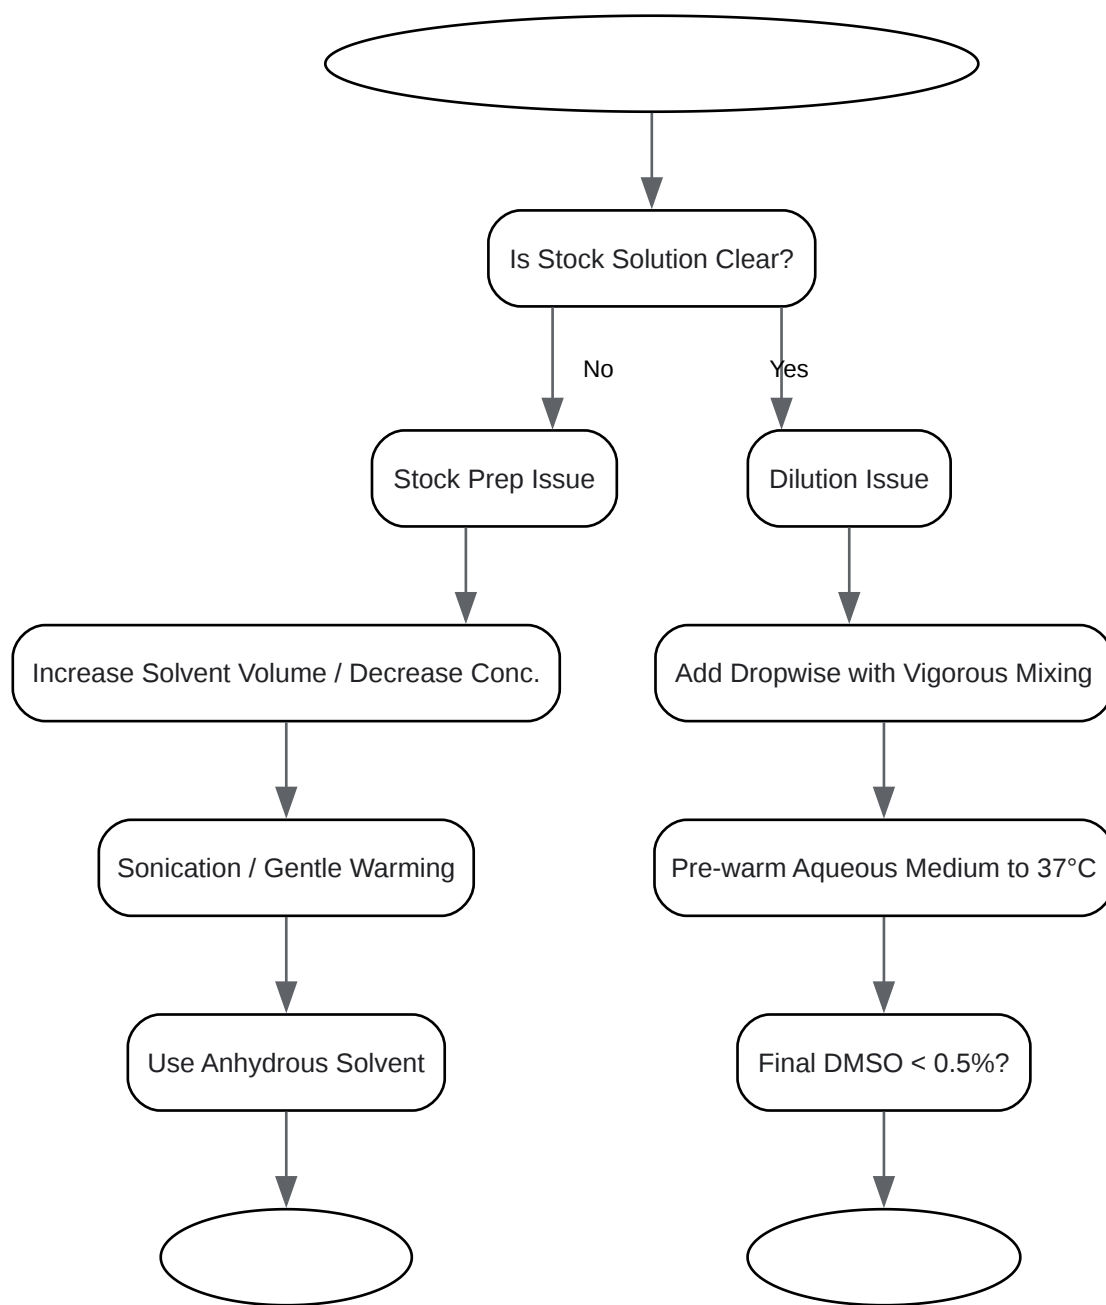 Is Stock Solution Clear?
No
Yes
Stock Prep Issue
Dilution Issue
Increase Solvent Volume / Decrease Conc.
Add Dropwise with Vigorous Mixing
Sonication / Gentle Warming
Pre-warm Aqueous Medium to 37°C
Use Anhydrous Solvent
Final DMSO < 0.5%?